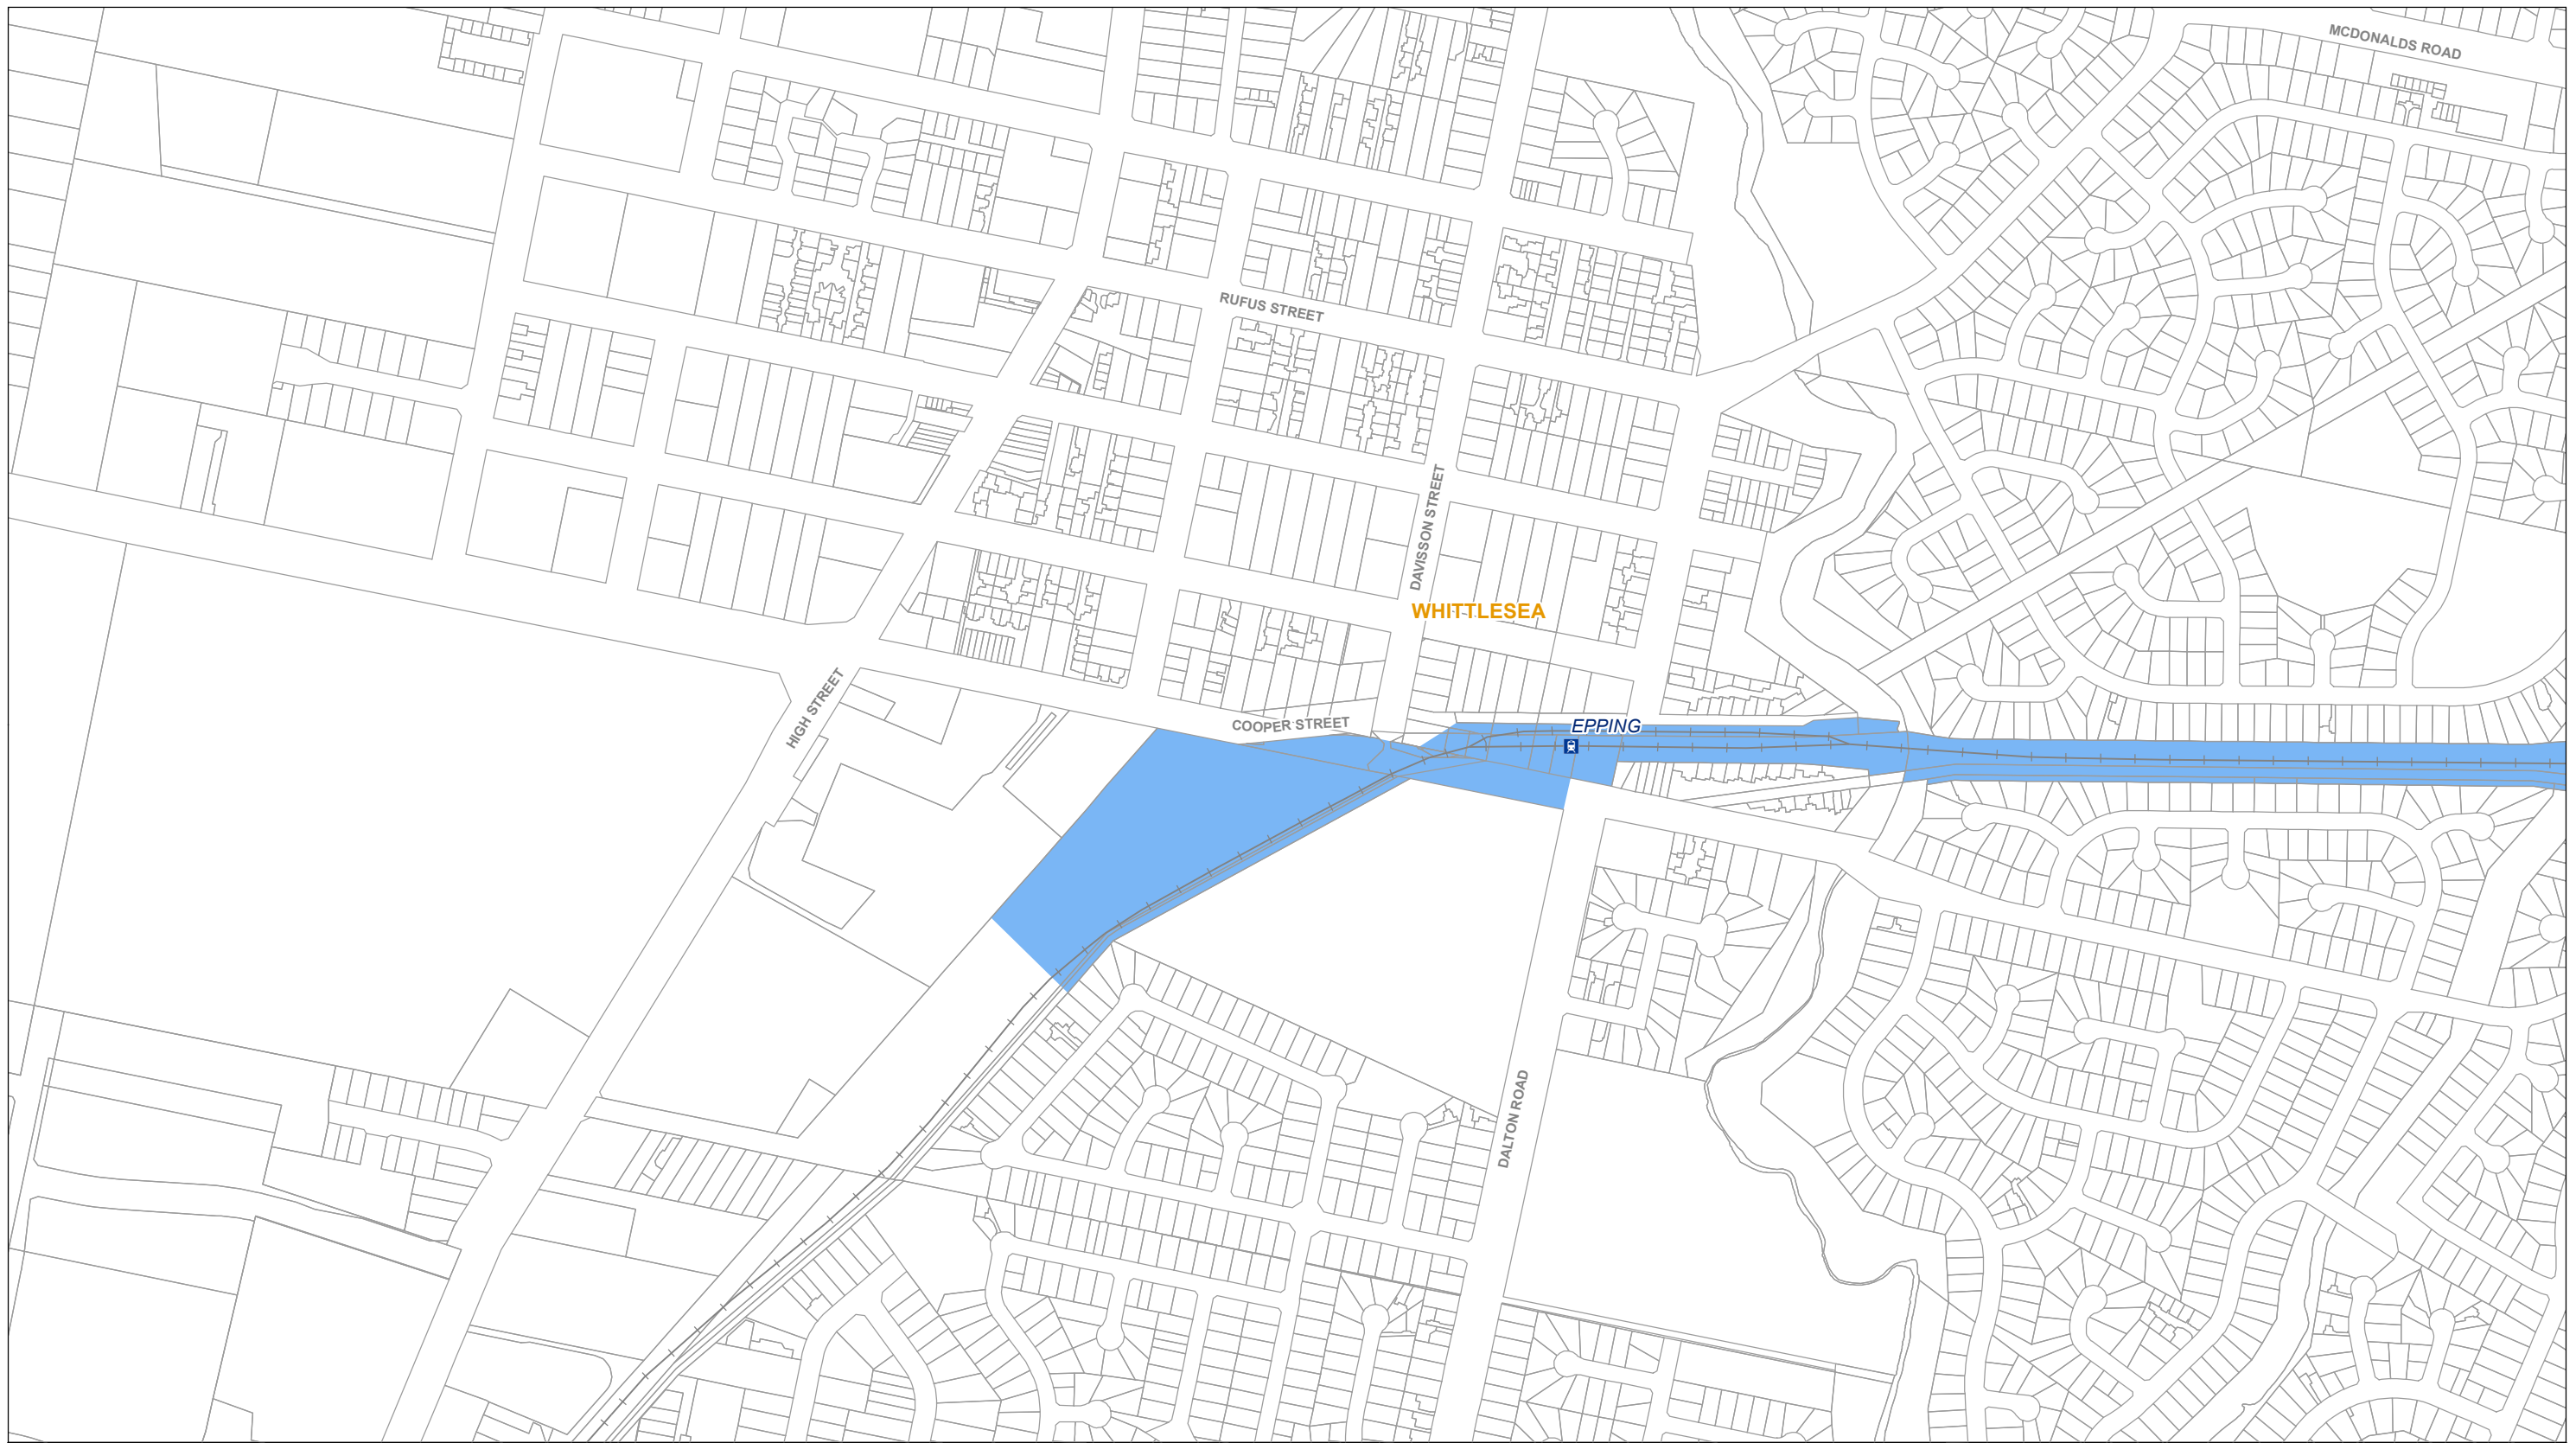 MCDONALDS ROAD
RUFUS STREET
DAVISSON STREET
WHITTLESEA
HIGH STREET
COOPER STREET
EPPING
DALTON ROAD